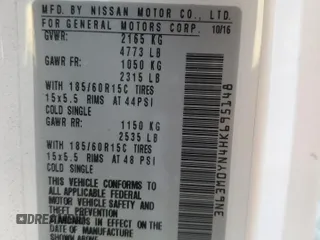 MFD. BY NISSAN MOTOR CO., LTD.
FOR GENERAL MOTORS CORP. 10/16
GVWR: 2165 KG
4773 LB
GAWR FR: 1050 KG
2315 LB
WITH 185/60R15C TIRES
15x5.5 RIMS AT 44PSI
COLD SINGLE
GAWR RR: 1150 KG
2535 LB
WITH 185/60R15C TIRES
15x5.5 RIMS AT 48 PSI
COLD SINGLE
THIS VEHICLE CONFORMS TO
ALL APPLICABLE FEDERAL
MOTOR VEHICLE SAFETY
AND THEFT PREVENTION
STANDARDS IN EFFECT
ON THE DATE OF MANUFACTURE
SHOWN ABOVE
3N63M0YN4HK695148